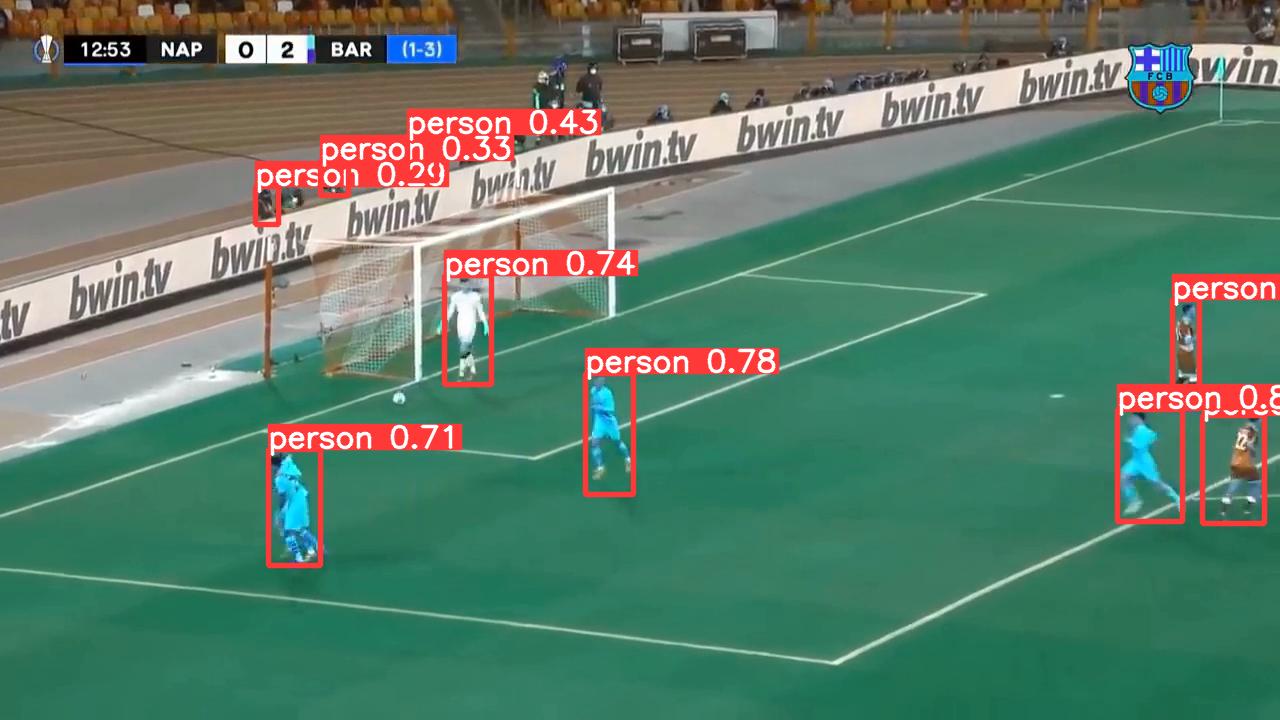 12:53 NAP 0 2 BAR (1-3)
FCB
bwin.tv
bwin.tv
bwin.tv
bwin.tv
bwin.tv
bwin.tv
bwin.tv
bwin.tv
person 0.43
person 0.33
person 0.29
person 0.74
person
person 0.78
person 0.8
person 0.71